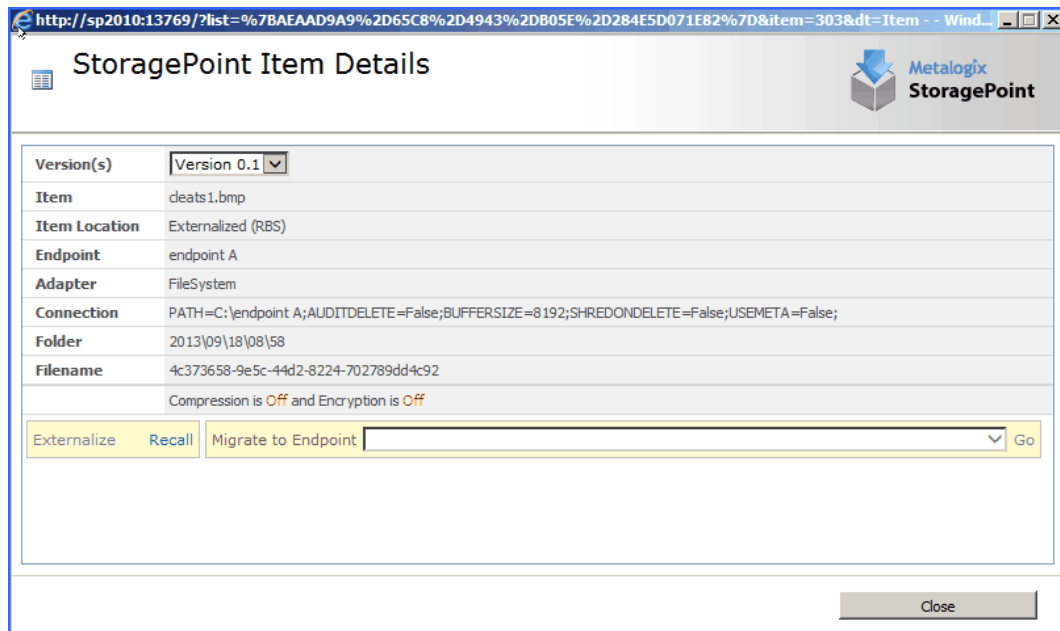 http://sp2010:13769/?list=%7BAEAAD9A9%2D65C8%2D4943%2DB05E%2D284E5D071E82%7D&item=303&dt=Item - - Wind...
StoragePoint Item Details
Metalogix
StoragePoint
Version(s) Version 0.1
Item cleats1.bmp
Item Location Externalized (RBS)
Endpoint endpoint A
Adapter FileSystem
Connection PATH=C:\endpoint A;AUDITDELETE=False;BUFFERSIZE=8192;SHREDONDELETE=False;USEMETA=False;
Folder 2013\09\18\08\58
Filename 4c373658-9e5c-44d2-8224-702789dd4c92
Compression is Off and Encryption is Off
Externalize Recall Migrate to Endpoint Go
Close